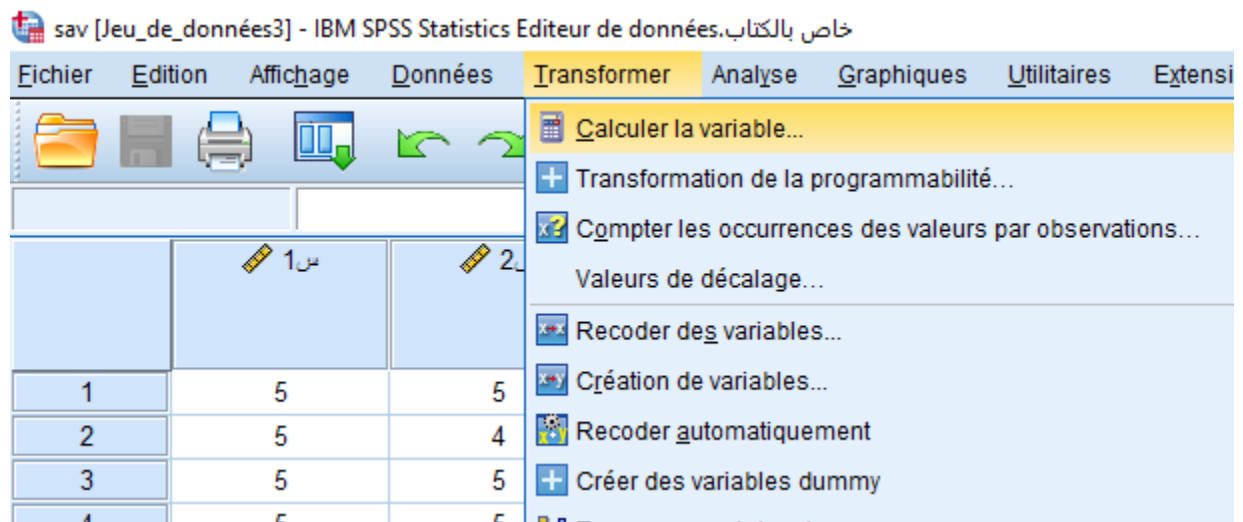 خاص بالكتاب.sav [Jeu_de_données3] - IBM SPSS Statistics Editeur de données
Fichier Edition Affichage Données Transformer Analyse Graphiques Utilitaires Extensi
Calculer la variable...
Transformation de la programmabilité...
Compter les occurrences des valeurs par observations...
Valeurs de décalage...
Recoder des variables...
Création de variables...
Recoder automatiquement
Créer des variables dummy
س1 2
1 5 5
2 5 4
3 5 5